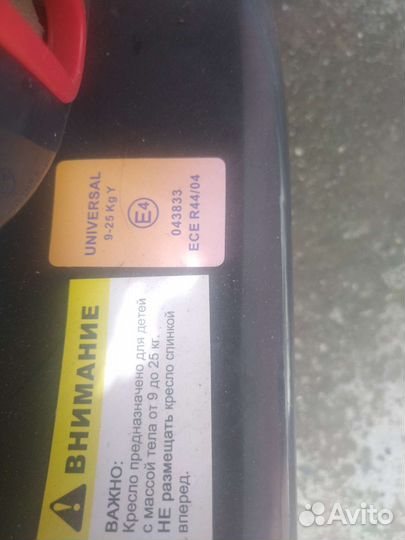 UNIVERSAL
9-25 Kg Y
E4
043833
ECE R44/04
ВНИМАНИЕ
ВАЖНО:
Кресло предназначено для детей
с массой тела от 9 до 25 кг.
НЕ размещать кресло спинкой
вперед.
Avito